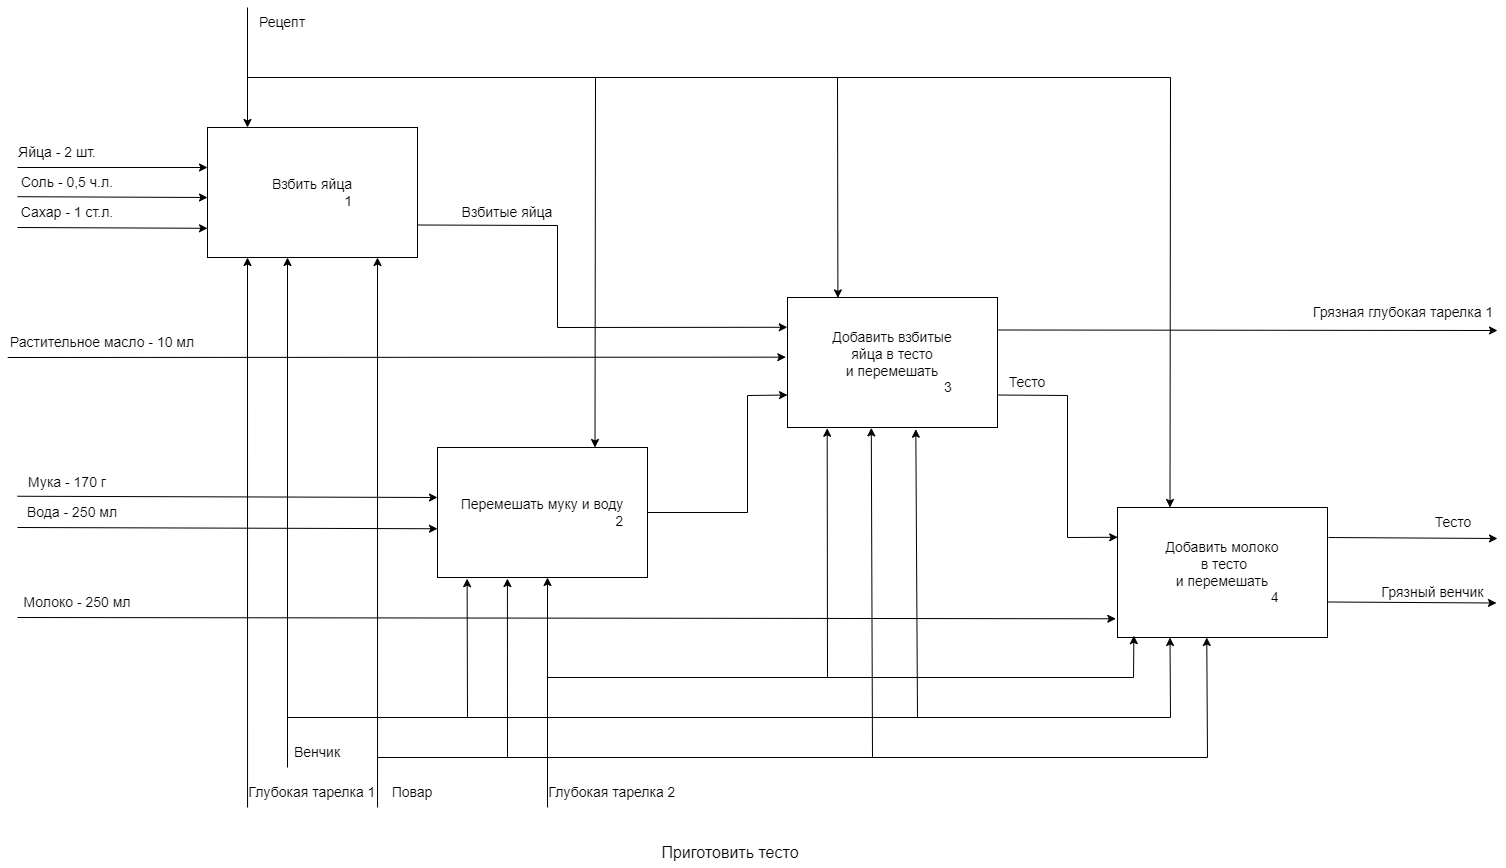 Рецепт
Яйца - 2 шт.
Соль - 0,5 ч.л.
Сахар - 1 ст.л.
Взбить яйца
1
Взбитые яйца
Растительное масло - 10 мл
Добавить взбитые
яйца в тесто
и перемешать
3
Грязная глубокая тарелка 1
Тесто
Мука - 170 г
Вода - 250 мл
Перемешать муку и воду
2
Молоко - 250 мл
Добавить молоко
в тесто
и перемешать
4
Тесто
Грязный венчик
Венчик
Глубокая тарелка 1
Повар
Глубокая тарелка 2
Приготовить тесто